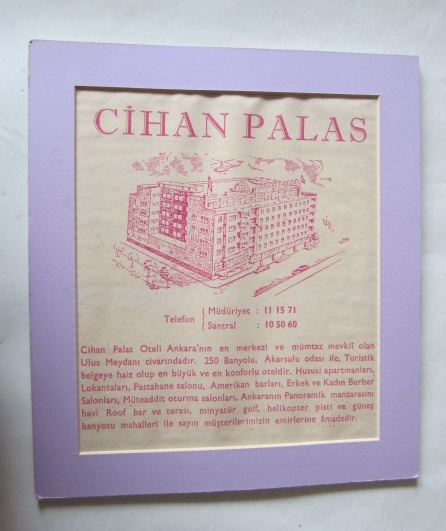 CİHAN PALAS
Telefon
Müdüriyet : 11 15 71
Santral : 10 50 60
Cihan Palas Oteli Ankara'nın en merkezi ve mümtaz mevkîî olan
Ulus Meydanı civarındadır. 250 Banyolu, Akarsulu odası ile, Turistik
belgeye haiz olup en büyük ve en konforlu oteldir. Hususi apartmanları,
Lokantaları, Pastahane salonu, Amerikan barları, Erkek ve Kadın Berber
Salonları, Müteaddit oturma salonları, Ankaranın Panoramik manzarasını
havi Roof bar ve terası, minyatür golf, helikopter pisti ve güneş
banyosu mahalleri ile sayın müşterilerimizin emirlerine âmadedir.